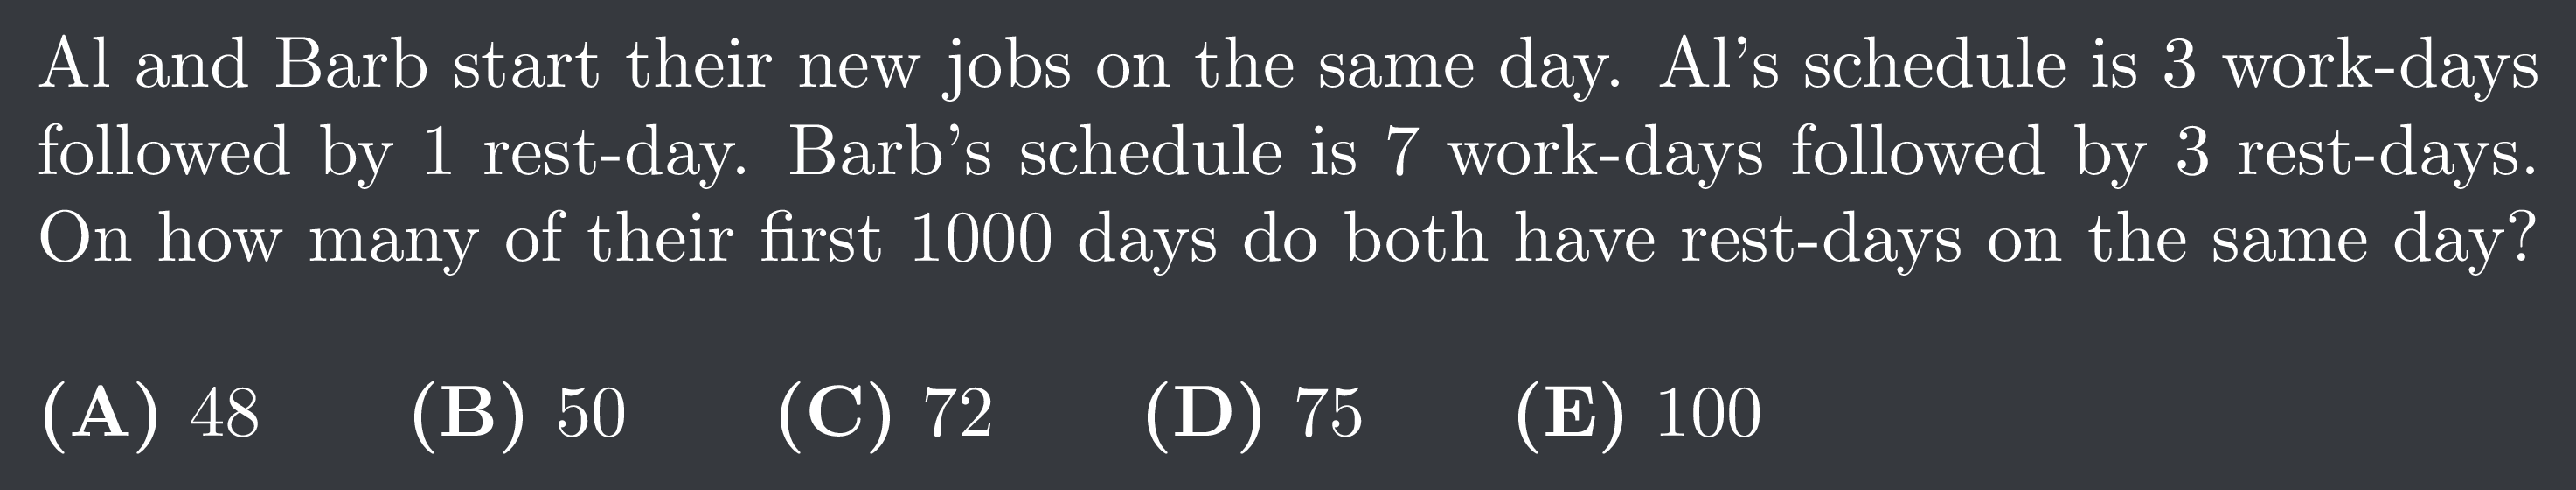 Al and Barb start their new jobs on the same day. Al's schedule is 3 work-days
followed by 1 rest-day. Barb's schedule is 7 work-days followed by 3 rest-days.
On how many of their first 1000 days do both have rest-days on the same day?
(A) 48 (B) 50 (C) 72 (D) 75 (E) 100